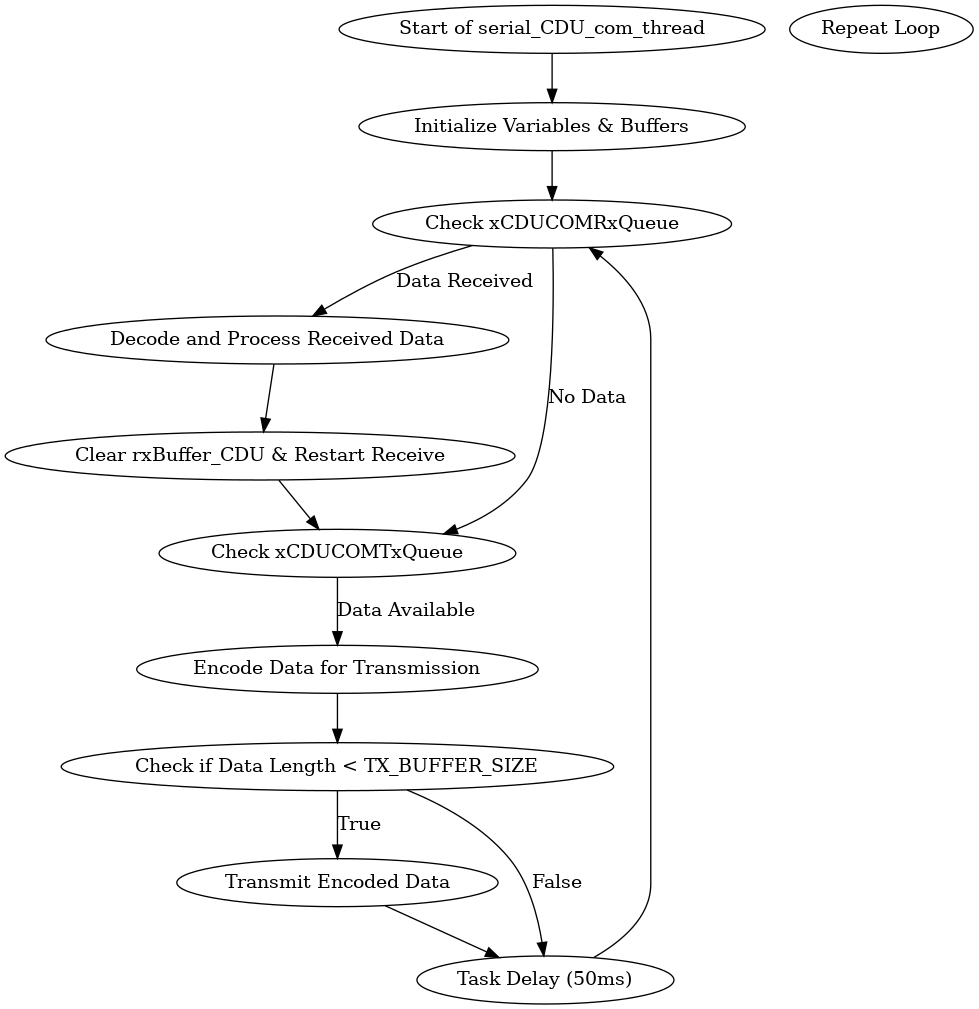 Start of serial_CDU_com_thread
Repeat Loop
Initialize Variables & Buffers
Check xCDUCOMRxQueue
Data Received
Decode and Process Received Data
No Data
Clear rxBuffer_CDU & Restart Receive
Check xCDUCOMTxQueue
Data Available
Encode Data for Transmission
Check if Data Length < TX_BUFFER_SIZE
True
Transmit Encoded Data
False
Task Delay (50ms)